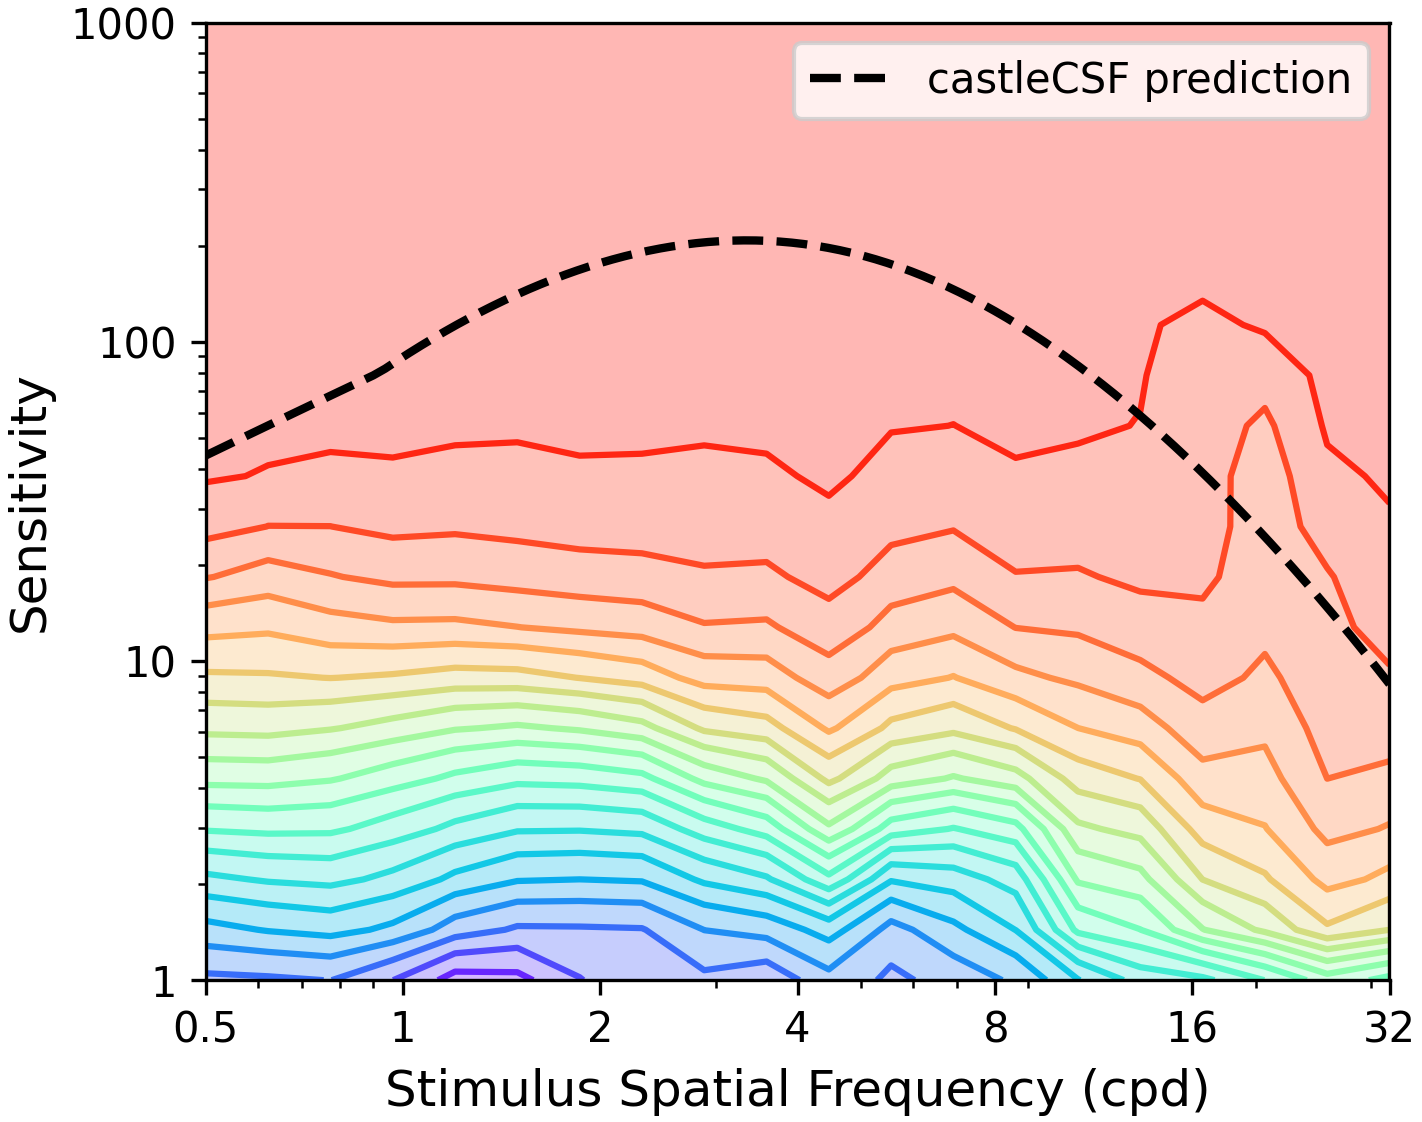 1000
castleCSF prediction
100
Sensitivity
10
1
0.5 1 2 4 8 16 32
Stimulus Spatial Frequency (cpd)